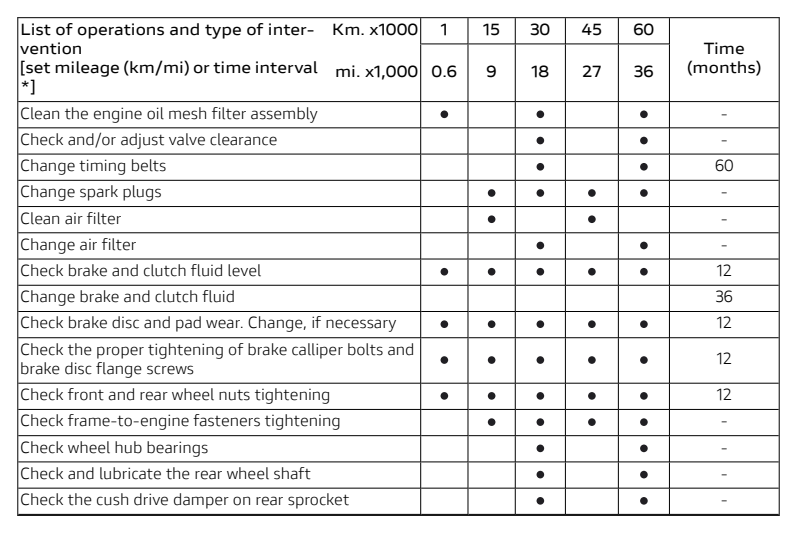 List of operations and type of inter- Km. x1000 1 15 30 45 60 Time
vention
[set mileage (km/mi) or time interval mi. x1,000 0.6 9 18 27 36 (months)
*]
Clean the engine oil mesh filter assembly ● ● ● -
Check and/or adjust valve clearance ● ● -
Change timing belts ● ● 60
Change spark plugs ● ● ● ● -
Clean air filter ● ● -
Change air filter ● ● -
Check brake and clutch fluid level ● ● ● ● ● 12
Change brake and clutch fluid 36
Check brake disc and pad wear. Change, if necessary ● ● ● ● ● 12
Check the proper tightening of brake calliper bolts and
brake disc flange screws ● ● ● ● ● 12
Check front and rear wheel nuts tightening ● ● ● ● ● 12
Check frame-to-engine fasteners tightening ● ● ● ● -
Check wheel hub bearings ● ● -
Check and lubricate the rear wheel shaft ● ● -
Check the cush drive damper on rear sprocket ● ● -